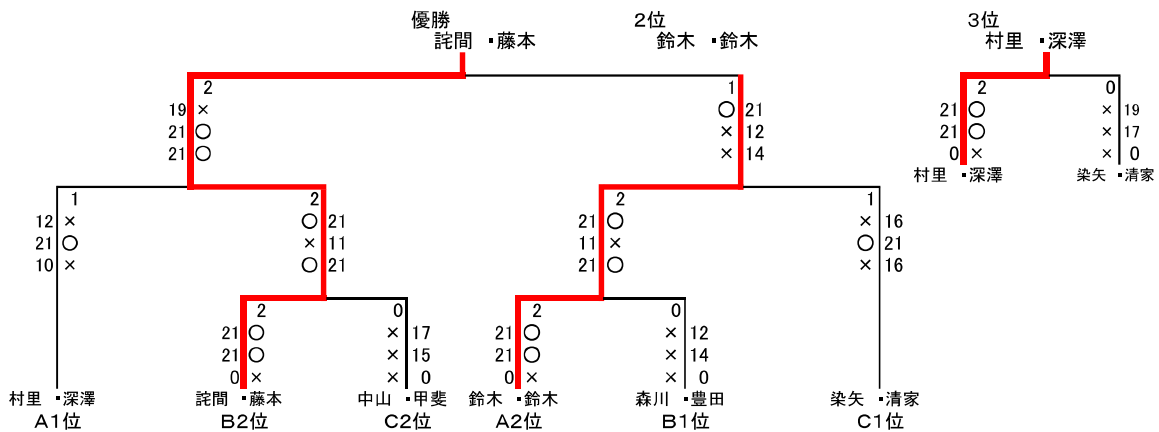 優勝 2位 3位
詫間 ・藤本 鈴木 ・鈴木 村里 ・深澤
2 1 2 0
19 × ○ 21 21 ○ × 19
21 ○ × 12 21 ○ × 17
21 ○ × 14 0 × × 0
村里 ・深澤 染矢 ・清家
1 2 2 1
12 × ○ 21 21 ○ × 16
21 ○ × 11 11 × ○ 21
10 × ○ 21 21 ○ × 16
2 0 2 0
21 ○ × 17 21 ○ × 12
21 ○ × 15 21 ○ × 14
0 × × 0 0 × × 0
村里 ・深澤 詫間 ・藤本 中山 ・甲斐 鈴木 ・鈴木 森川 ・豊田 染矢 ・清家
A1位 B2位 C2位 A2位 B1位 C1位